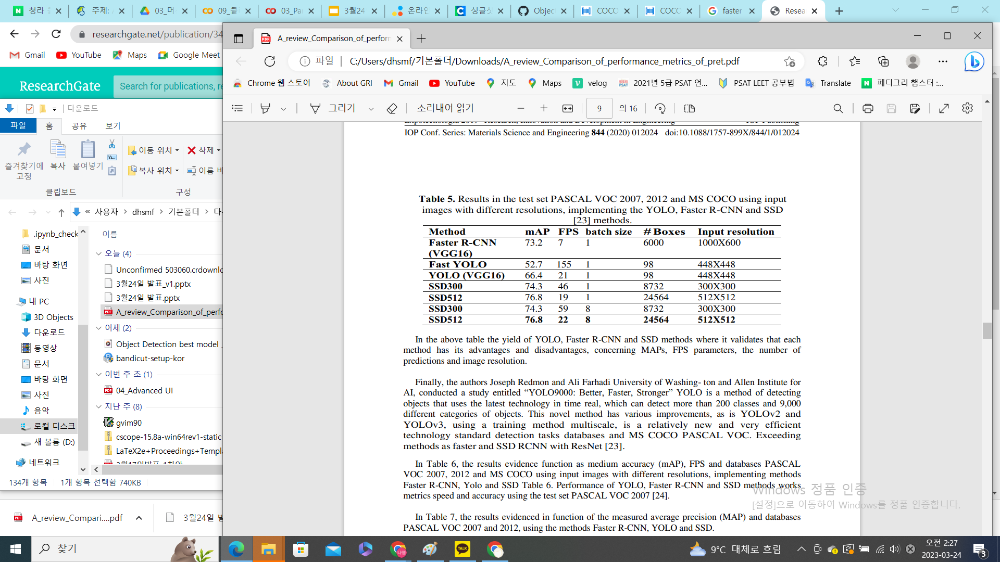 청라
주제:
03_머
09_클
03_Pa
3월24
온라인
싱글싱
Objec
COCO
COCO
faster
Resea
researchgate.net/publication/34
Gmail
YouTube
Maps
Google Meet
ResearchGate
Search for publications, re
다운로드
파일
홈
공유
보기
즐겨찾기에
고정
복사
붙여넣기
이동 위치
삭제
복사 위치
이름 바
클립보드
구성
« 사용자 > dhsmf > 기본폴더 > 다
.ipynb_check
문서
바탕 화면
사진
내 PC
3D Objects
다운로드
동영상
문서
바탕 화면
사진
음악
로컬 디스크
새 볼륨 (D:)
네트워크
이름
오늘 (4)
Unconfirmed 503060.crdownlo
3월24일 발표_v1.pptx
3월24일 발표.pptx
A_review_Comparison_of_perfo
어제 (2)
Object Detection best model _
bandicut-setup-kor
이번 주 초 (1)
04_Advanced UI
지난 주 (8)
gvim90
cscope-15.8a-win64rev1-static
LaTeX2e+Proceedings+Templa
3월17일발표_1차안
134개 항목
1개 항목 선택함 740KB
A_review_Compari....pdf
3월24일 발
A_review_Comparison_of_perforn
파일 | C:/Users/dhsmf/기본폴더/Downloads/A_review_Comparison_of_performance_metrics_of_pret.pdf
Chrome 웹 스토어
About GRI
Gmail
YouTube
지도
Maps
velog
2021년 5급 PSAT 언...
PSAT LEET 공부법
Translate
페디그리 햄스터 :...
그리기
소리내어 읽기
9
의 16
Expotecnología 2019 "Research, Innovation and Development in Engineering" IOP Publishing
IOP Conf. Series: Materials Science and Engineering 844 (2020) 012024 doi:10.1088/1757-899X/844/1/012024
Table 5. Results in the test set PASCAL VOC 2007, 2012 and MS COCO using input
images with different resolutions, implementing the YOLO, Faster R-CNN and SSD
[23] methods.
Method mAP FPS batch size # Boxes Input resolution
Faster R-CNN 73.2 7 1 6000 1000X600
(VGG16)
Fast YOLO 52.7 155 1 98 448X448
YOLO (VGG16) 66.4 21 1 98 448X448
SSD300 74.3 46 1 8732 300X300
SSD512 76.8 19 1 24564 512X512
SSD300 74.3 59 8 8732 300X300
SSD512 76.8 22 8 24564 512X512
In the above table the yield of YOLO, Faster R-CNN and SSD methods where it validates that each
method has its advantages and disadvantages, concerning MAPs, FPS parameters, the number of
predictions and image resolution.
Finally, the authors Joseph Redmon and Ali Farhadi University of Washing- ton and Allen Institute for
AI, conducted a study entitled “YOLO9000: Better, Faster, Stronger” YOLO is a method of detecting
objects that uses the latest technology in time real, which can detect more than 200 classes and 9,000
different categories of objects. This novel method has various improvements, as is YOLOv2 and
YOLOv3, using a training method multiscale, is a relatively new and very efficient
technology standard detection tasks databases and MS COCO PASCAL VOC. Exceeding
methods as faster and SSD RCNN with ResNet [23].
In Table 6, the results evidence function as medium accuracy (mAP), FPS and databases PASCAL
VOC 2007, 2012 and MS COCO using input images with different resolutions, implementing methods
Faster R-CNN, Yolo and SSD Table 6. Performance of YOLO, Faster R-CNN and SSD methods works
metrics speed and accuracy using the test set PASCAL VOC 2007 [24].
In Table 7, the results evidenced in function of the measured average precision (MAP) and databases
PASCAL VOC 2007 and 2012, using the methods Faster R-CNN, YOLO and SSD.
Windows 정품 인증
[설정]으로 이동하여 Windows를 정품 인증합니다.
찾기
TALK
9°C 대체로 흐림
오전 2:27
2023-03-24
3